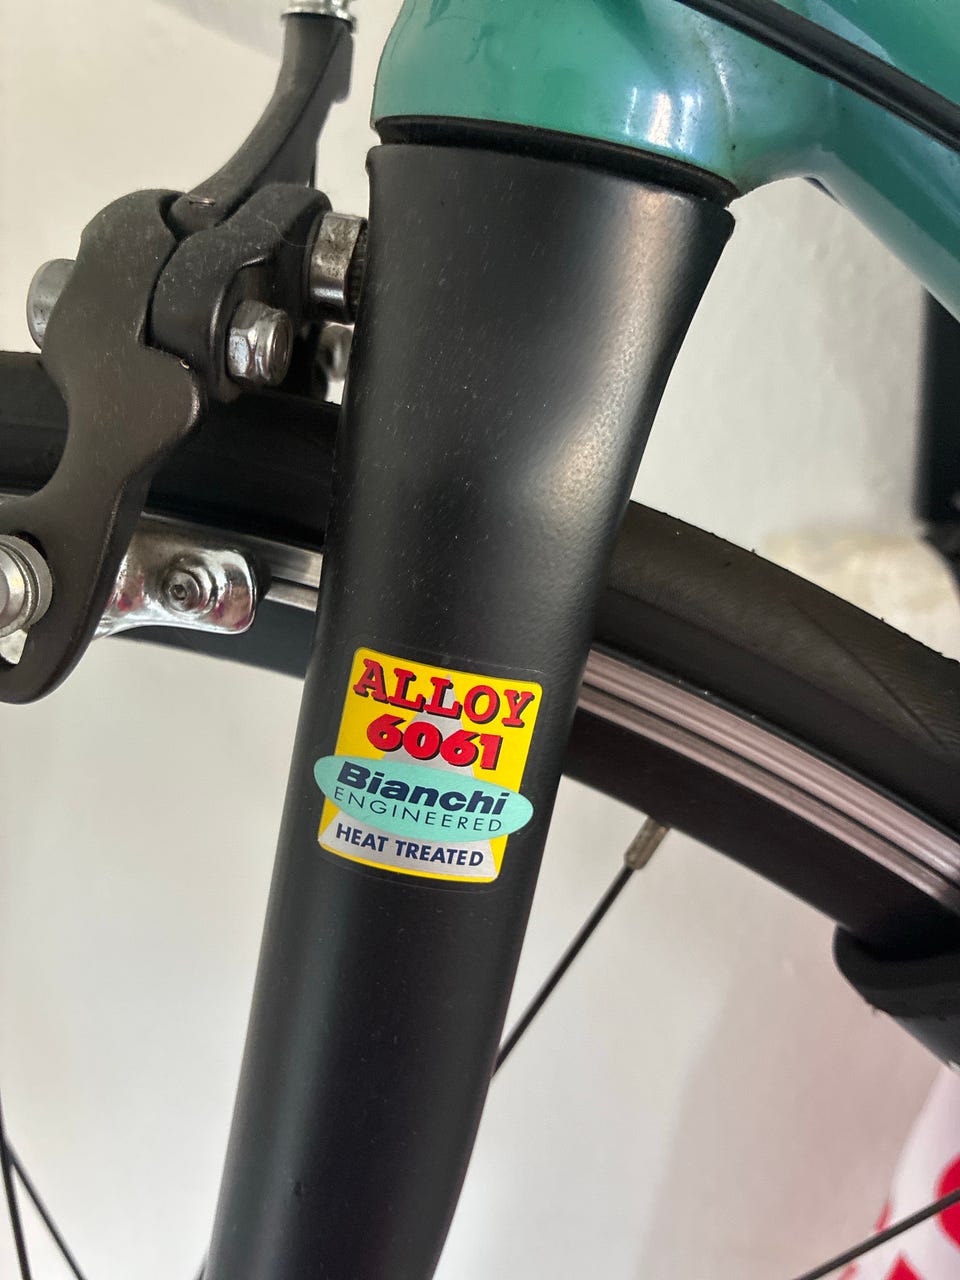 ALLOY
6061
Bianchi
ENGINEERED
HEAT TREATED